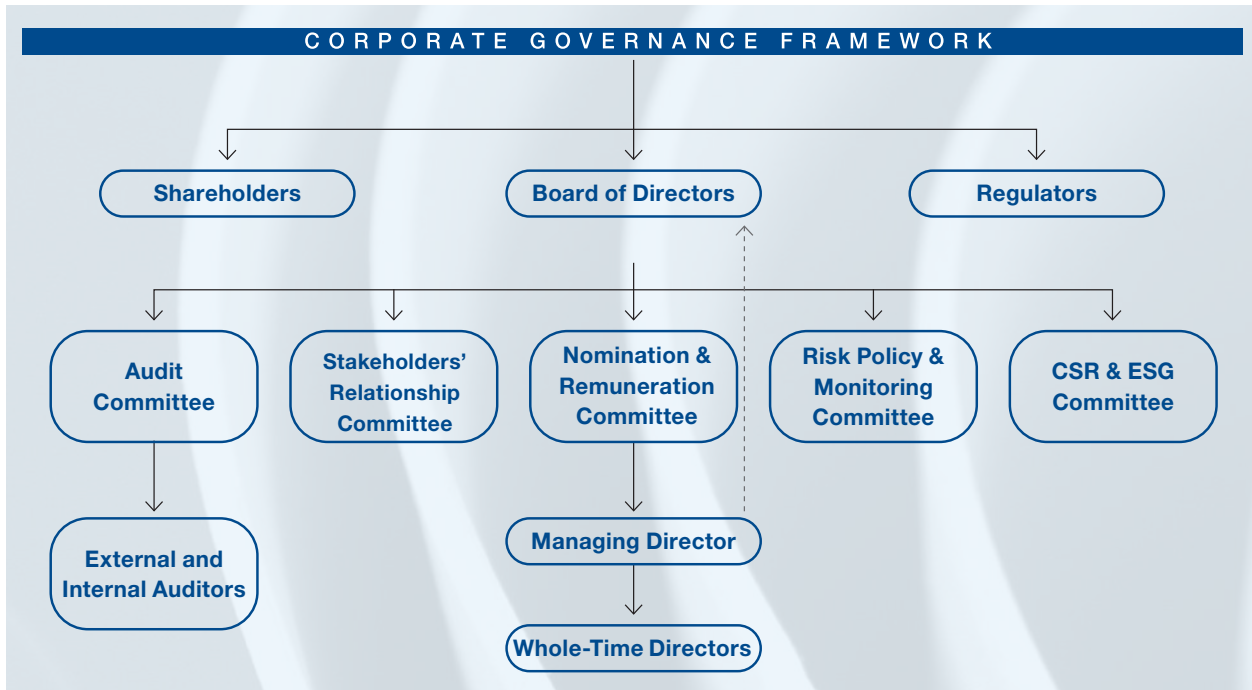 CORPORATE GOVERNANCE FRAMEWORK
Shareholders
Board of Directors
Regulators
Audit
Committee
Stakeholders’
Relationship
Committee
Nomination &
Remuneration
Committee
Risk Policy &
Monitoring
Committee
CSR & ESG
Committee
External and
Internal Auditors
Managing Director
Whole-Time Directors